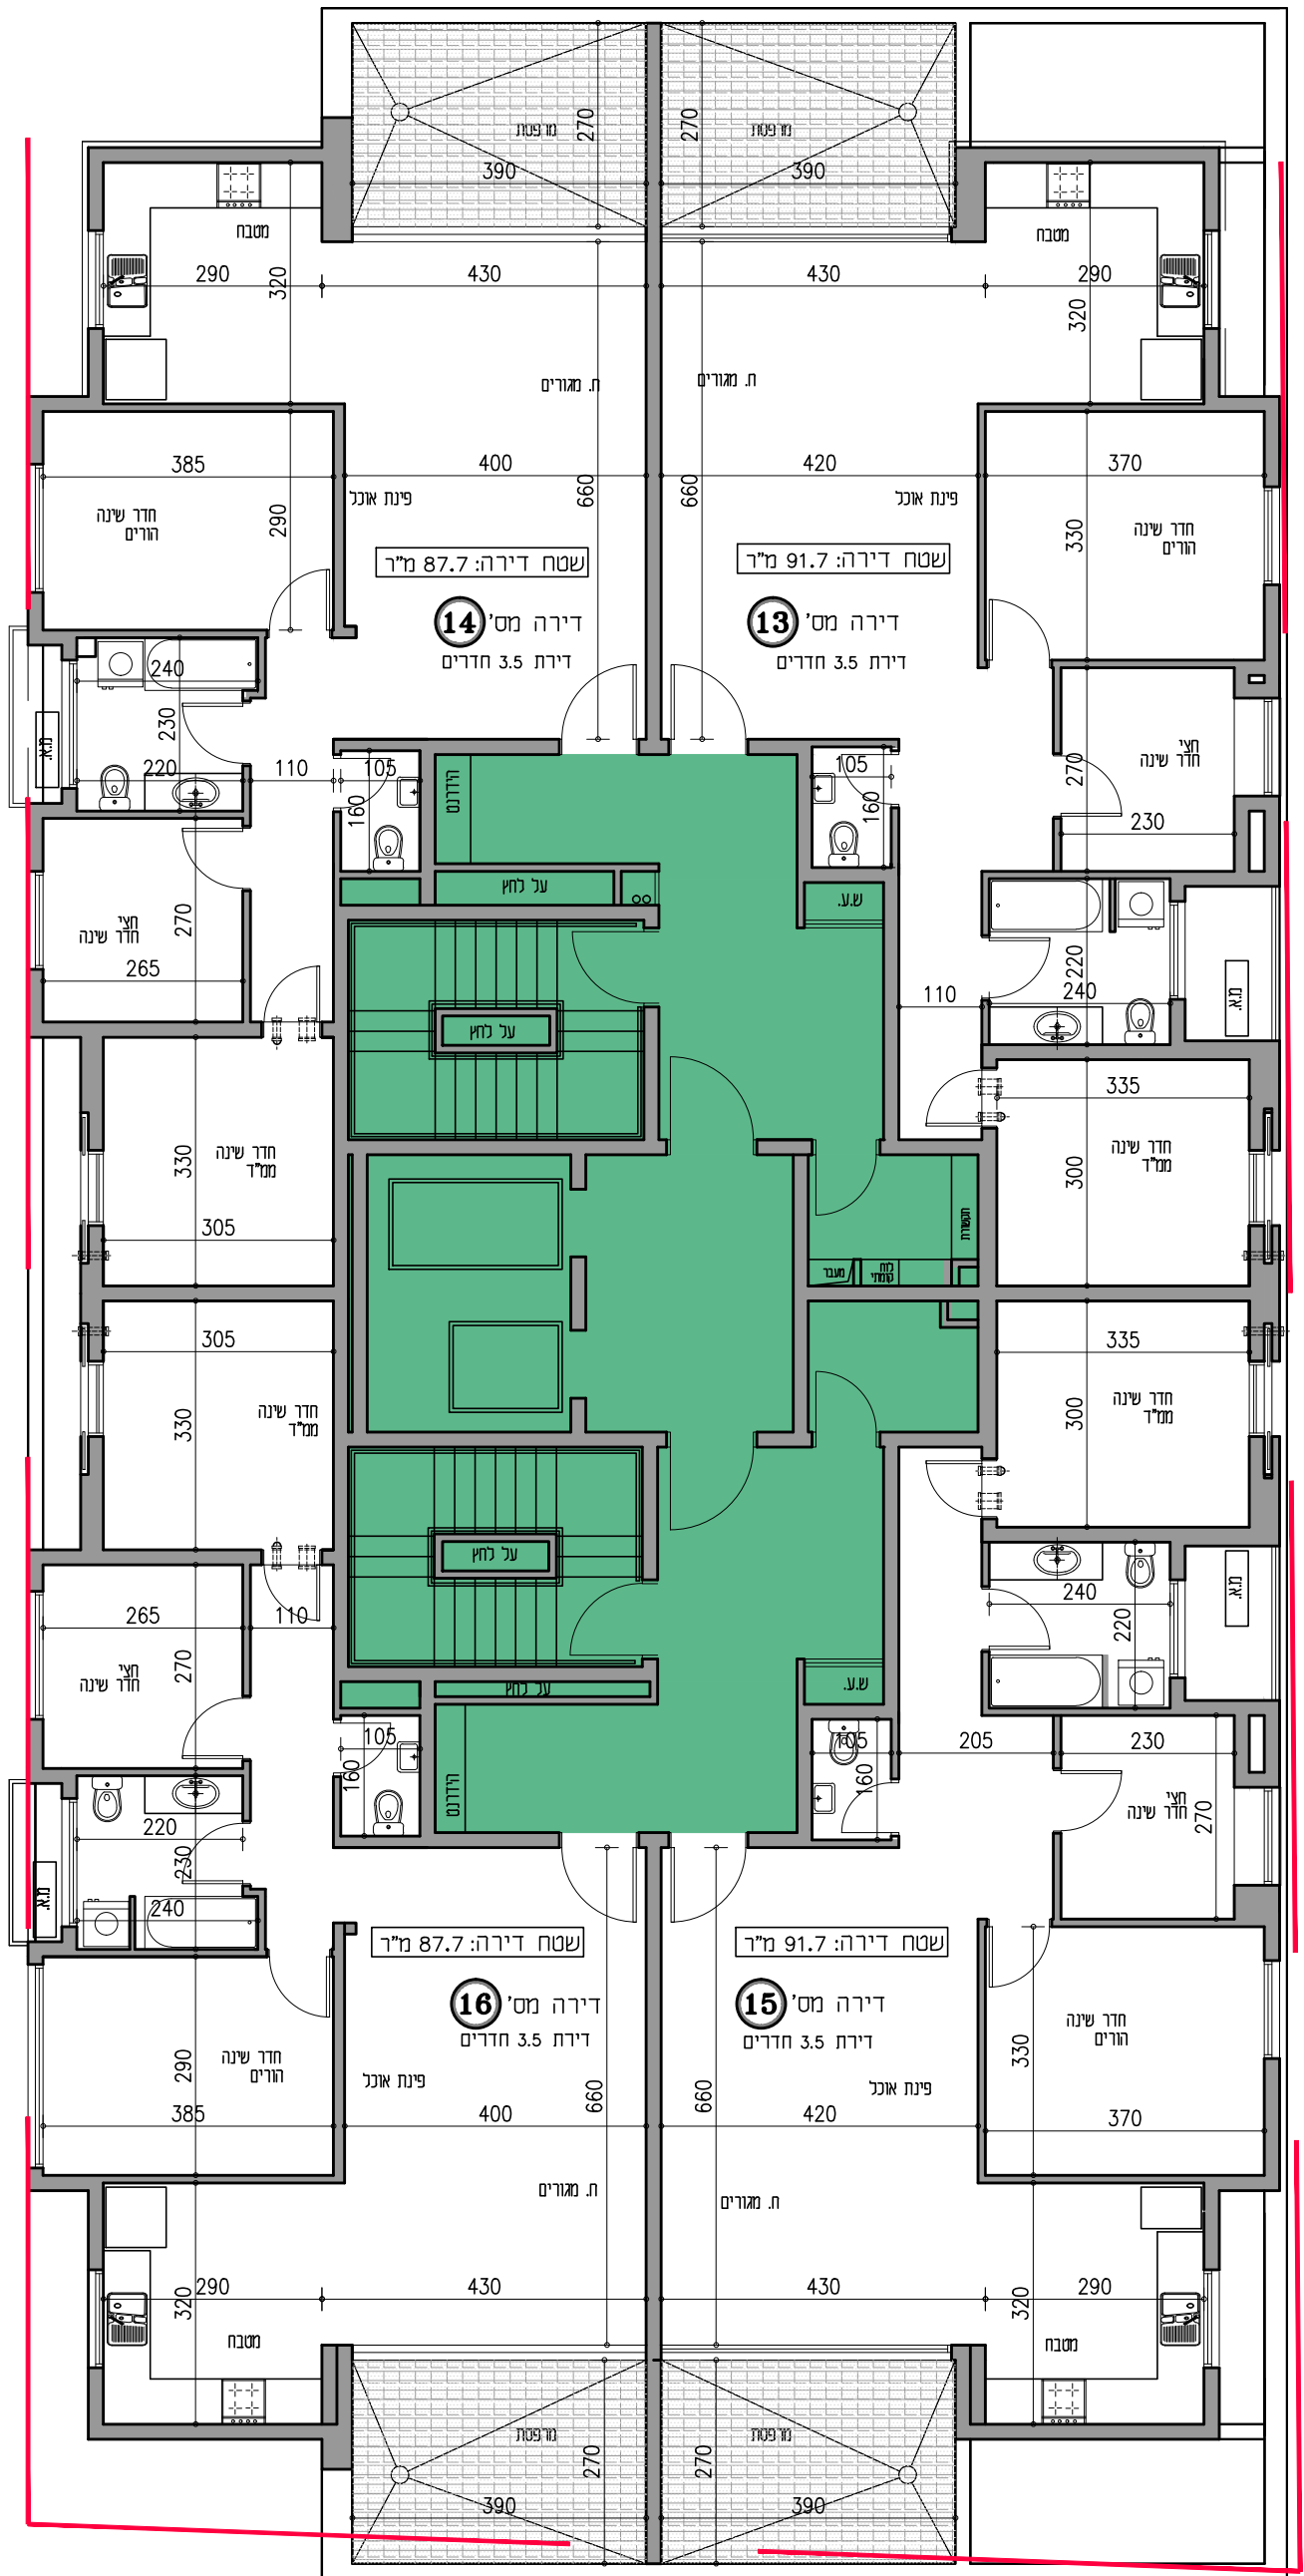 מרפסת
270
270
מרפסת
390
390
מטבח
מטבח
290
320
430
430
320
290
ח. מגורים
ח. מגורים
385
400
660
660
420
370
חדר שינה
הורים
290
פינת אוכל
פינת אוכל
330
חדר שינה
הורים
שטח דירה: 87.7 מ"ר
שטח דירה: 91.7 מ"ר
דירה מס' 14
דירה מס' 13
דירת 3.5 חדרים
דירת 3.5 חדרים
240
230
מ.א.
220
110
105
160
הידרנט
105
160
270
חצי
חדר שינה
230
על לחץ
ש.ע.
חצי
חדר שינה
270
265
על לחץ
110
220
240
מ.א.
330
חדר שינה
ממ"ד
305
335
300
חדר שינה
ממ"ד
תקשורת
מעבר
לוח
קומתי
305
330
חדר שינה
ממ"ד
335
300
חדר שינה
ממ"ד
על לחץ
265
110
270
חצי
חדר שינה
240
220
מ.א.
על לחץ
ש.ע.
105
160
הידרנט
105
160
205
230
חצי
חדר שינה
270
220
230
240
מ.א.
שטח דירה: 87.7 מ"ר
שטח דירה: 91.7 מ"ר
דירה מס' 16
דירה מס' 15
דירת 3.5 חדרים
דירת 3.5 חדרים
290
חדר שינה
הורים
פינת אוכל
פינת אוכל
330
חדר שינה
הורים
385
400
660
660
420
370
ח. מגורים
ח. מגורים
290
320
430
430
320
290
מטבח
מטבח
מרפסת
270
270
מרפסת
390
390